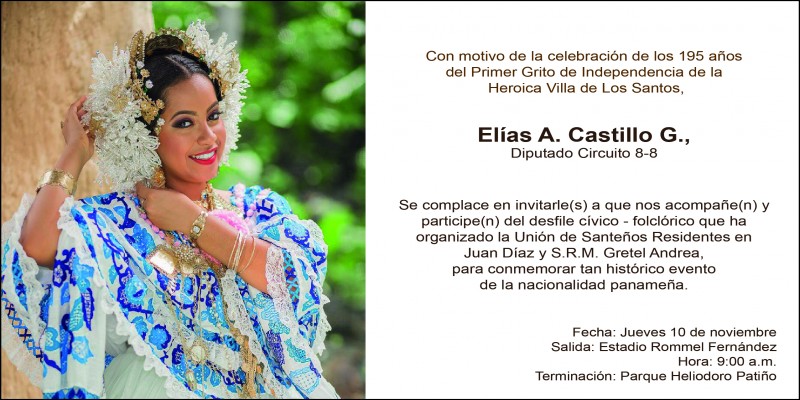 Con motivo de la celebración de los 195 años
del Primer Grito de Independencia de la
Heroica Villa de Los Santos,
Elías A. Castillo G.,
Diputado Circuito 8-8
Se complace en invitarle(s) a que nos acompañe(n) y
participe(n) del desfile cívico - folclórico que ha
organizado la Unión de Santeños Residentes en
Juan Díaz y S.R.M. Gretel Andrea,
para conmemorar tan histórico evento
de la nacionalidad panameña.
Fecha: Jueves 10 de noviembre
Salida: Estadio Rommel Fernández
Hora: 9:00 a.m.
Terminación: Parque Heliodoro Patiño